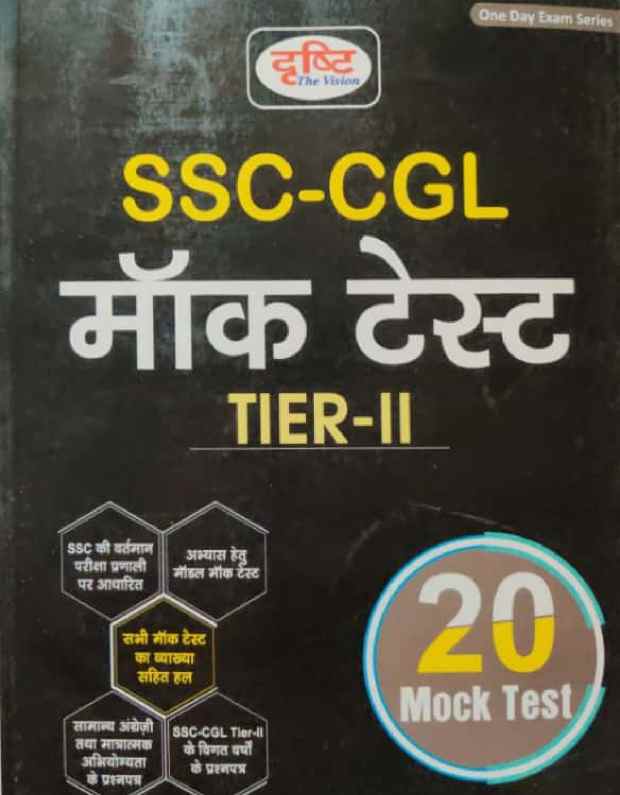 One Day Exam Series
दृष्टि
The Vision
SSC-CGL
मॉक टेस्ट
TIER-II
SSC की वर्तमान
परीक्षा प्रणाली
पर आधारित
अभ्यास हेतु
मॉडल मॉक टेस्ट
सभी मॉक टेस्ट
का व्याख्या
सहित हल
सामान्य अंग्रेज़ी
तथा मात्रात्मक
अभियोग्यता
के प्रश्नपत्र
SSC-CGL Tier-II
के विगत वर्षों
के प्रश्नपत्र
20
Mock Test